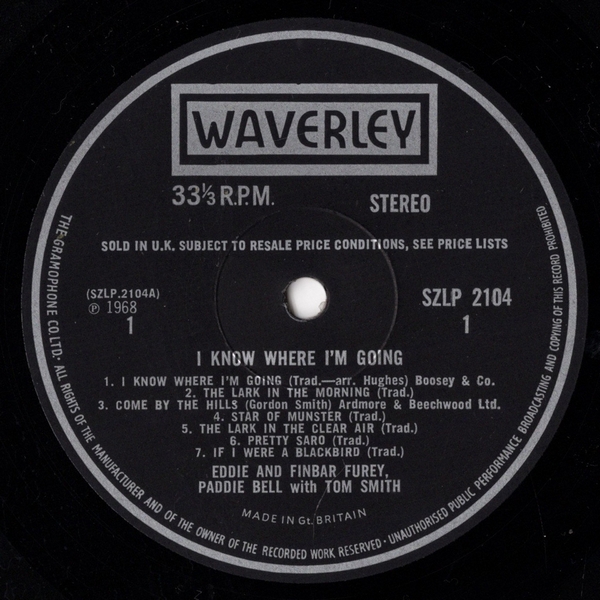 WAVERLEY
33⅓ R.P.M.
STEREO
SOLD IN U.K. SUBJECT TO RESALE PRICE CONDITIONS, SEE PRICE LISTS
(SZLP.2104A)
℗ 1968
1
SZLP 2104
1
I KNOW WHERE I'M GOING
1. I KNOW WHERE I'M GOING (Trad.—arr. Hughes) Boosey & Co.
2. THE LARK IN THE MORNING (Trad.)
3. COME BY THE HILLS (Gordon Smith) Ardmore & Beechwood Ltd.
4. STAR OF MUNSTER (Trad.)
5. THE LARK IN THE CLEAR AIR (Trad.)
6. PRETTY SARO (Trad.)
7. IF I WERE A BLACKBIRD (Trad.)
EDDIE AND FINBAR FUREY,
PADDIE BELL with TOM SMITH
MADE IN Gt. BRITAIN
THE GRAMOPHONE CO. LTD. · ALL RIGHTS OF THE MANUFACTURER AND OF THE OWNER OF THE RECORDED WORK RESERVED · UNAUTHORISED PUBLIC PERFORMANCE BROADCASTING AND COPYING OF THIS RECORD PROHIBITED